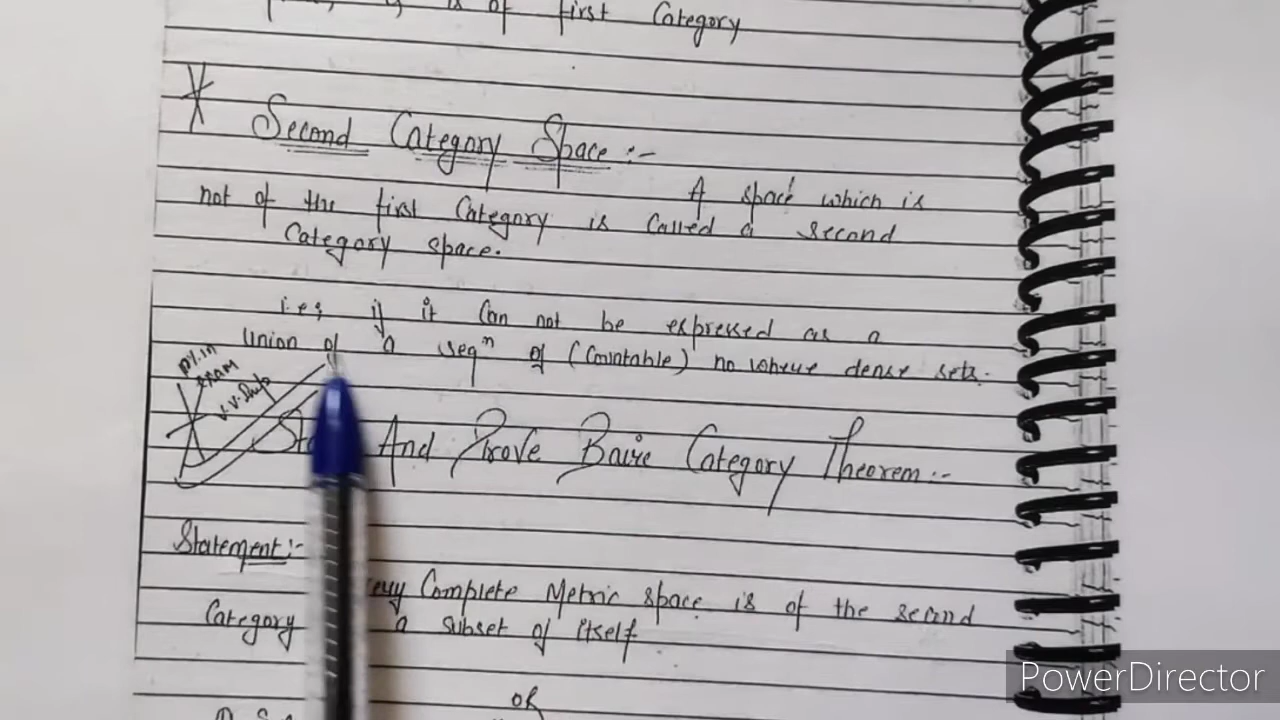 is of first Category
Second Category Space :-
A space which is
not of the first Category is Called a second
Category space.
i.e; if it Can not be expressed as a
Union of a seqⁿ of (Countable) no where dense sets.
EXAM
And Prove Baire Category Theorem :-
Statement :-
Complete Metric space is of the second
Category a subset of itself
OR
PowerDirector